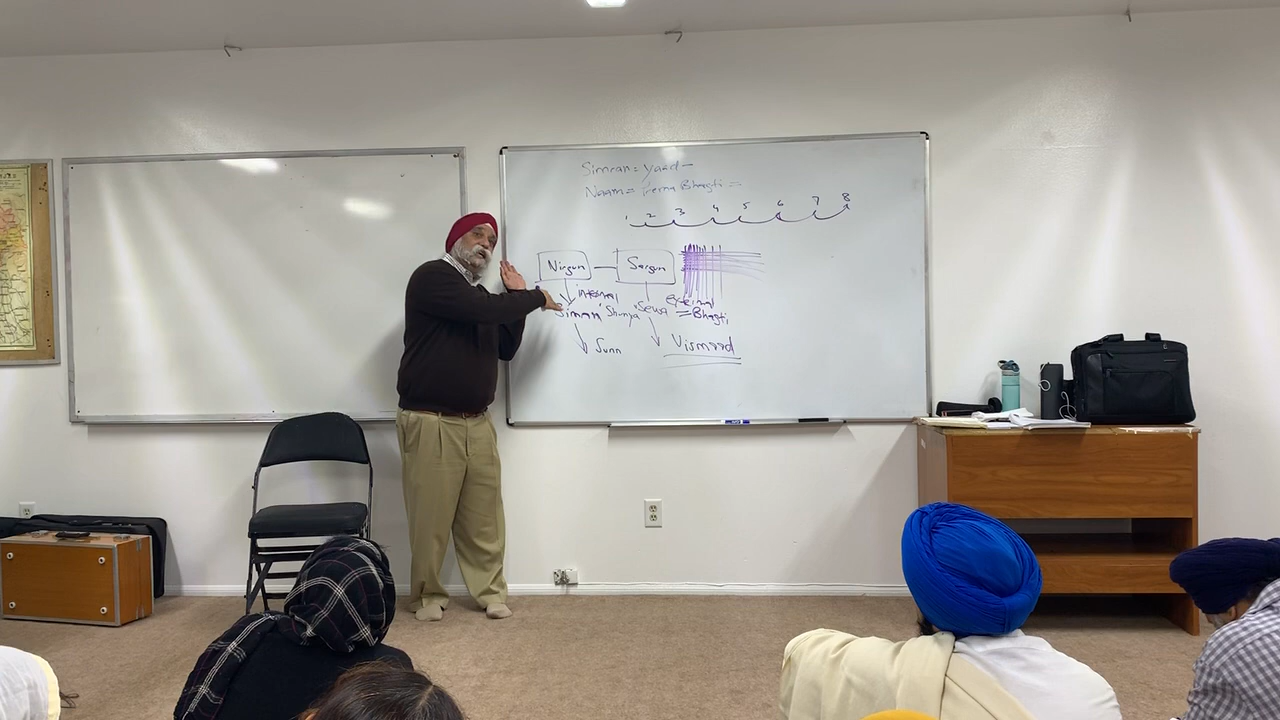 Simran = Yaad –
Naam = Prema Bhagti =
1 2 3 4 5 6 7 8
Nirgun — Sargun
internal External
Simran Shunya Sewa = Bhagti
Sunn Vismaad